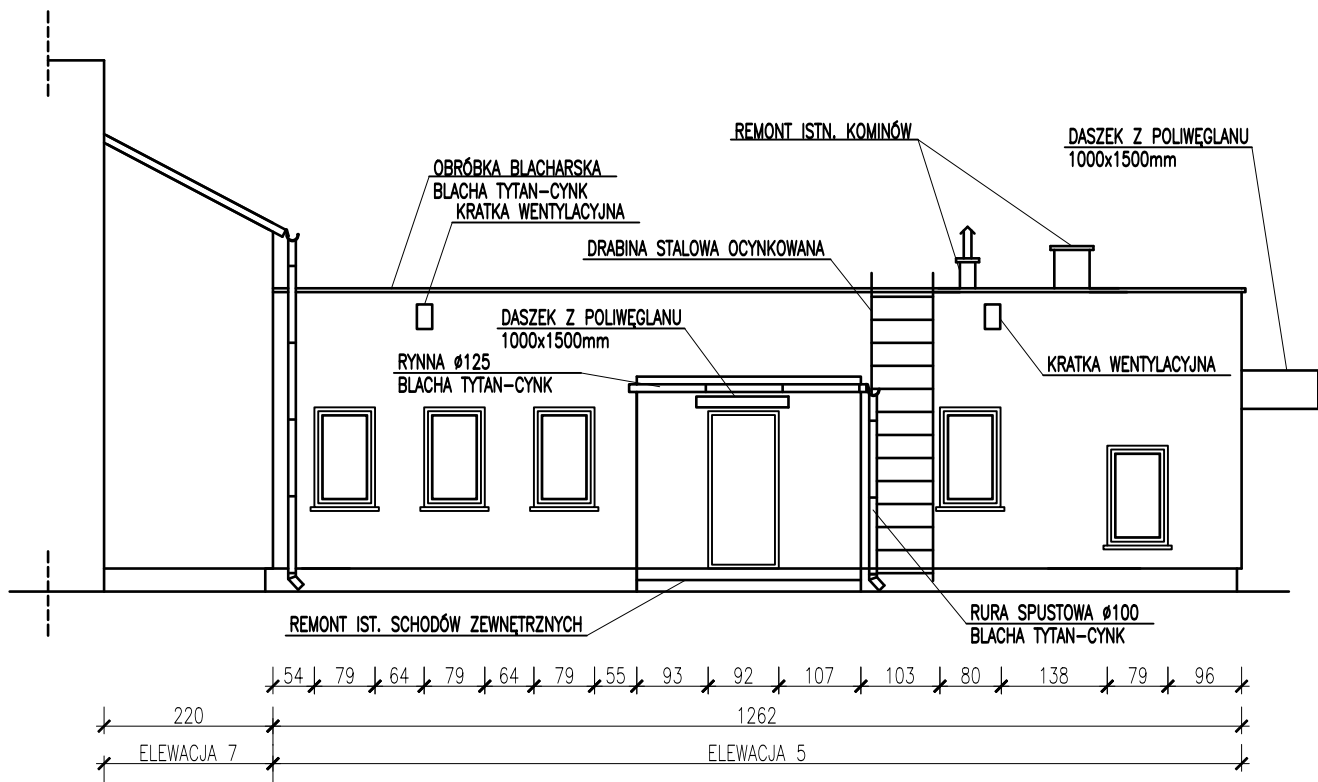 REMONT ISTN. KOMINÓW
DASZEK Z POLIWĘGLANU
1000x1500mm
OBRÓBKA BLACHARSKA
BLACHA TYTAN-CYNK
KRATKA WENTYLACYJNA
DRABINA STALOWA OCYNKOWANA
DASZEK Z POLIWĘGLANU
1000x1500mm
RYNNA ø125
BLACHA TYTAN-CYNK
KRATKA WENTYLACYJNA
REMONT IST. SCHODÓW ZEWNĘTRZNYCH
RURA SPUSTOWA ø100
BLACHA TYTAN-CYNK
54 79 64 79 64 79 55 93 92 107 103 80 138 79 96
220 1262
ELEWACJA 7 ELEWACJA 5